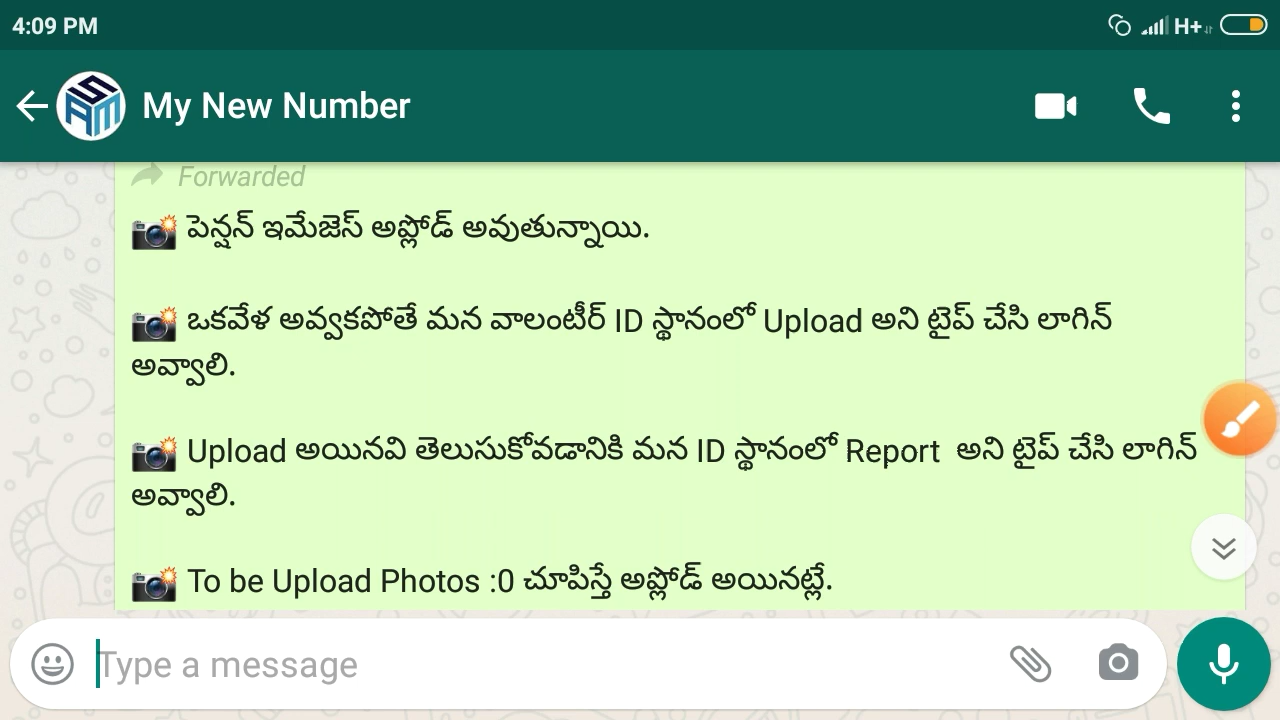 4:09 PM
H+
My New Number
Forwarded
📸 పెన్షన్ ఇమేజెస్ అప్లోడ్ అవుతున్నాయి.
📸 ఒకవేళ అవ్వకపోతే మన వాలంటీర్ ID స్థానంలో Upload అని టైప్ చేసి లాగిన్
అవ్వాలి.
📸 Upload అయినవి తెలుసుకోవడానికి మన ID స్థానంలో Report అని టైప్ చేసి లాగిన్
అవ్వాలి.
📸 To be Upload Photos :0 చూపిస్తే అప్లోడ్ అయినట్లే.
Type a message